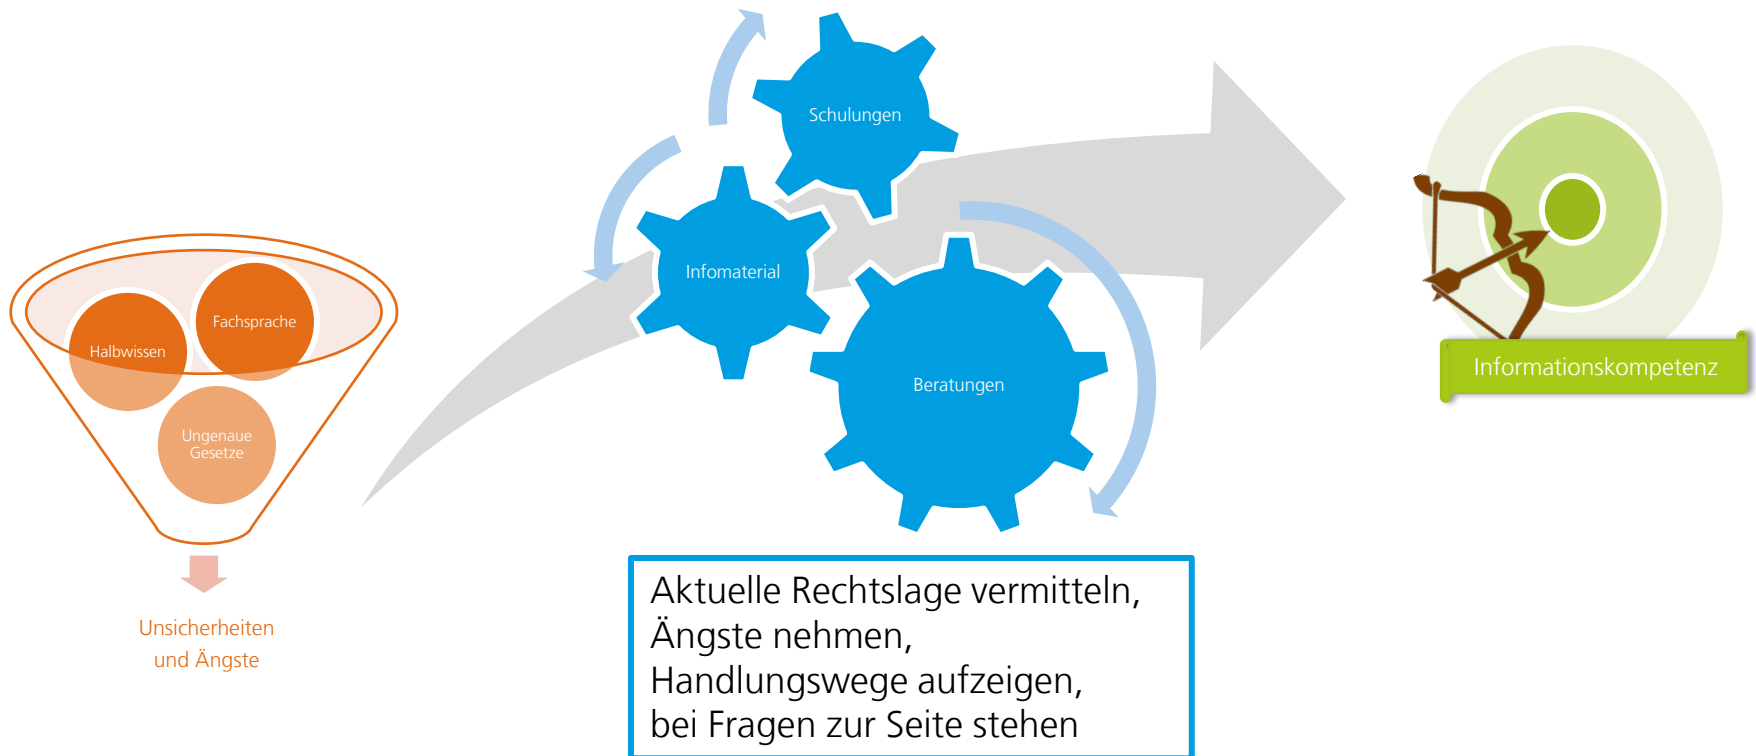 Halbwissen
Fachsprache
Ungenaue
Gesetze
Unsicherheiten
und Ängste
Schulungen
Infomaterial
Beratungen
Aktuelle Rechtslage vermitteln,
Ängste nehmen,
Handlungswege aufzeigen,
bei Fragen zur Seite stehen
Informationskompetenz